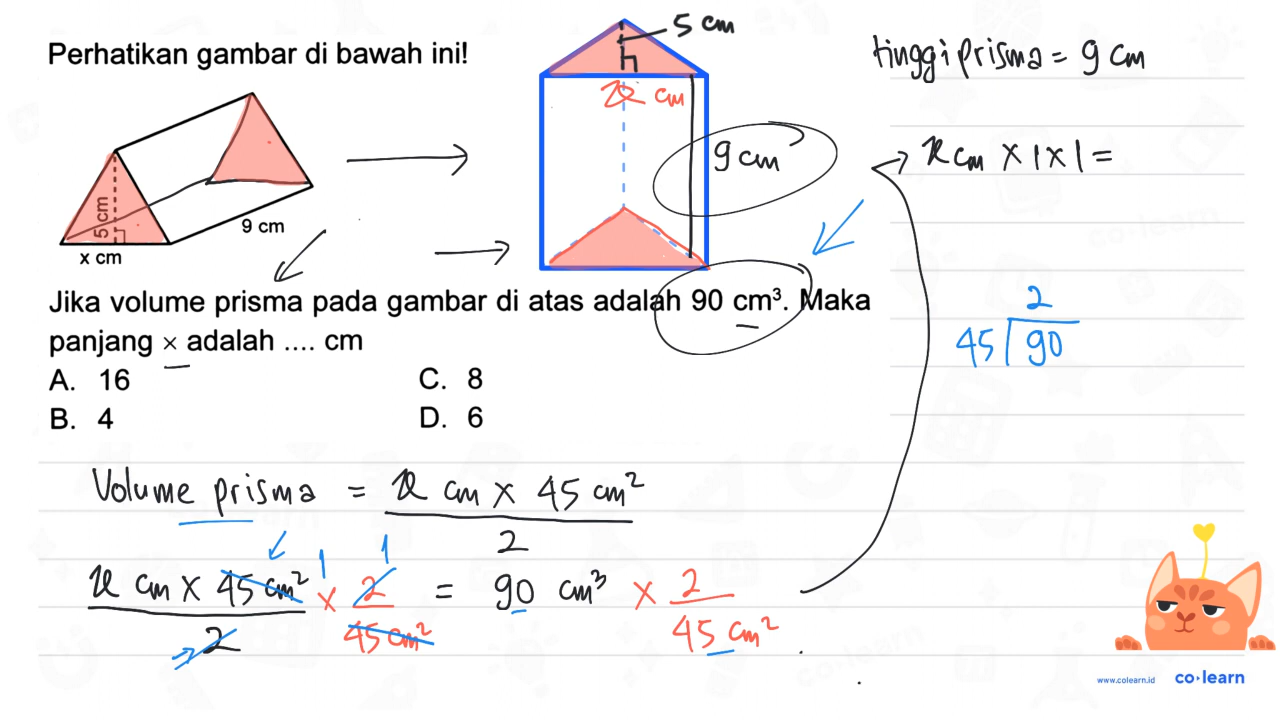 Perhatikan gambar di bawah ini!
5 cm
x cm
9 cm
5 cm
x cm
9 cm
tinggi prisma = 9 cm
x cm × 1 × 1 =
Jika volume prisma pada gambar di atas adalah 90 cm³. Maka
panjang × adalah .... cm
A. 16
C. 8
B. 4
D. 6
2
45 90
Volume prisma = x cm × 45 cm²
2
1 1
x cm × 45 cm² × 2 = 90 cm³ × 2
2 45 cm² 45 cm²
www.colearn.id co·learn